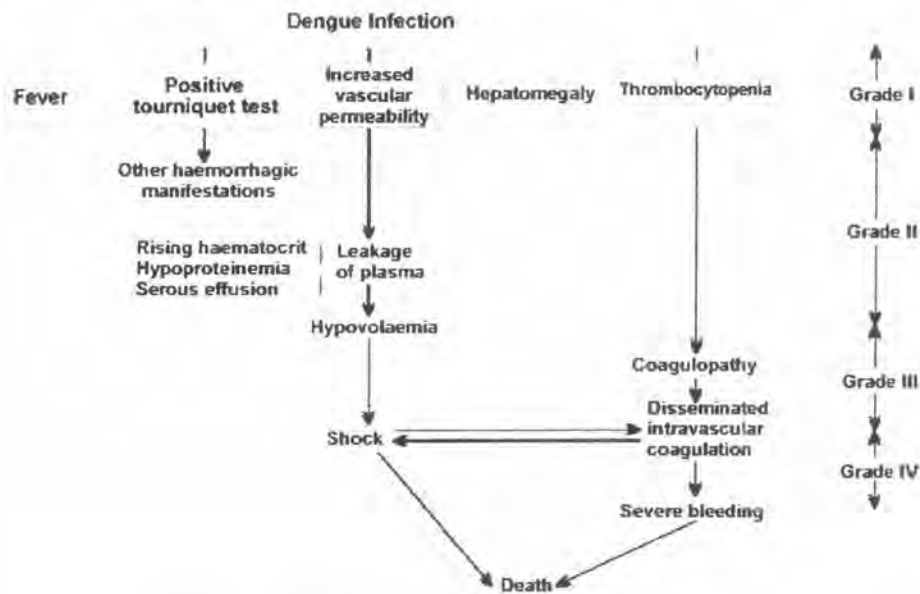 Dengue Infection
Fever
Positive
tourniquet test
Increased
vascular
permeability
Hepatomegaly
Thrombocytopenia
Grade I
Other haemorrhagic
manifestations
Grade II
Rising haematocrit
Hypoproteinemia
Serous effusion
Leakage
of plasma
Hypovolaemia
Coagulopathy
Grade III
Shock
Disseminated
intravascular
coagulation
Grade IV
Severe bleeding
Death